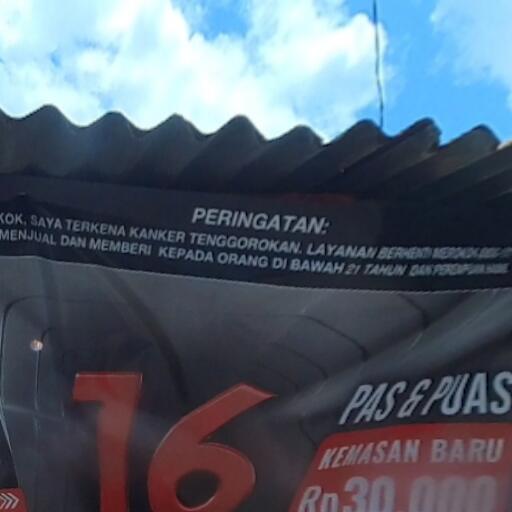 PERINGATAN:
KOK, SAYA TERKENA KANKER TENGGOROKAN. LAYANAN BERHENTI MEROKOK
MENJUAL DAN MEMBERI KEPADA ORANG DI BAWAH 21 TAHUN DAN PEREMPUAN HAMIL
16
PAS & PUAS
KEMASAN BARU
Rp30.000